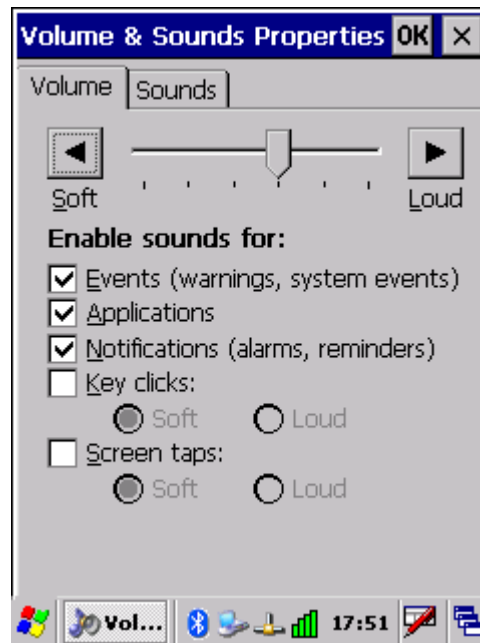 Volume & Sounds Properties OK ×
Volume Sounds
Soft Loud
Enable sounds for:
Events (warnings, system events)
Applications
Notifications (alarms, reminders)
Key clicks:
Soft Loud
Screen taps:
Soft Loud
Vol... 17:51